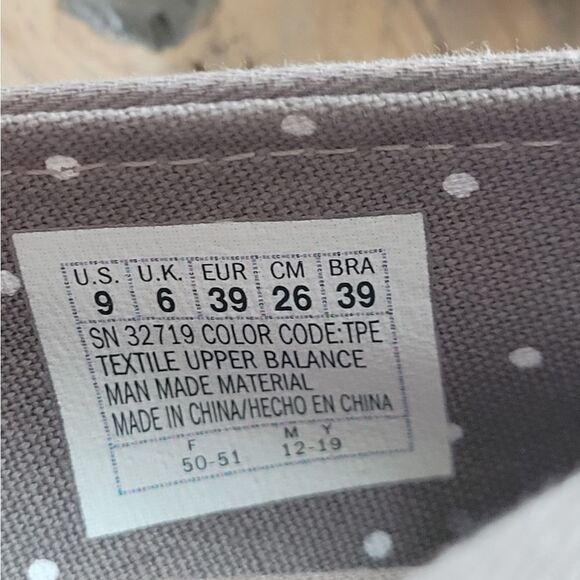 U.S. U.K. EUR CM BRA
9 6 39 26 39
SN 32719 COLOR CODE:TPE
TEXTILE UPPER BALANCE
MAN MADE MATERIAL
MADE IN CHINA/HECHO EN CHINA
F M Y
50-51 12-19